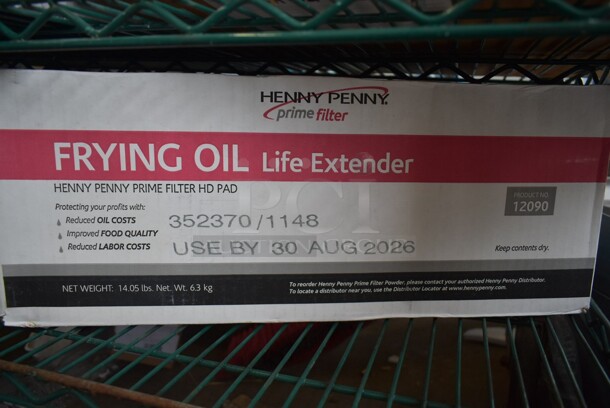 HENNY PENNY
prime filter
FRYING OIL Life Extender
HENNY PENNY PRIME FILTER HD PAD
PRODUCT NO.
12090
Protecting your profits with:
Reduced OIL COSTS
Improved FOOD QUALITY
Reduced LABOR COSTS
352370/1148
USE BY 30 AUG 2026
Keep contents dry.
NET WEIGHT: 14.05 lbs. Net. Wt. 6.3 kg
To reorder Henny Penny Prime Filter Powder, please contact your authorized Henny Penny Distributor.
To locate a distributor near you, use the Distributor Locator at www.hennypenny.com.
PCI